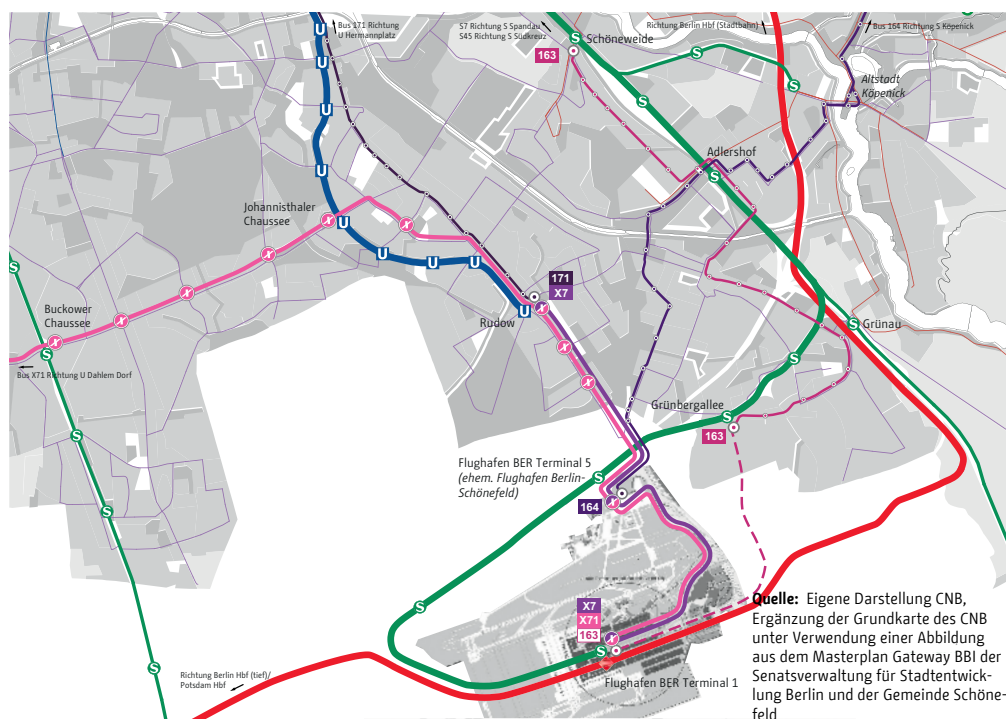 Bus 171 Richtung
U Hermannplatz
S7 Richtung S Spandau
S45 Richtung S Südkreuz
Richtung Berlin Hbf (Stadtbahn)
Bus 164 Richtung S Köpenick
S
Schöneweide
163
U
U
S
S
S
Altstadt
Köpenick
U
U
Adlershof
S
Johannisthaler
Chaussee
X
U
X
U
U
U
X
S
171
X7
X
Buckower
Chaussee
X
X
Rudow
U
X
S
Grünau
X
S
X
S
Bus X71 Richtung U Dahlem Dorf
X
Grünbergallee
S
163
S
Flughafen BER Terminal 5
(ehem. Flughafen Berlin-
Schönefeld)
S
164
X
S
S
X7
X71
163
X
S
S
Flughafen BER Terminal 1
Richtung Berlin Hbf (tief)/
Potsdam Hbf
Quelle: Eigene Darstellung CNB,
Ergänzung der Grundkarte des CNB
unter Verwendung einer Abbildung
aus dem Masterplan Gateway BBI der
Senatsverwaltung für Stadtentwick-
lung Berlin und der Gemeinde Schöne-
feld